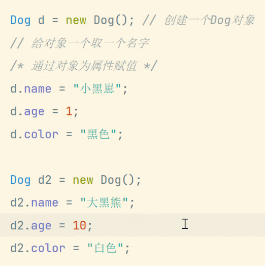 Dog d = new Dog(); // 创建一个Dog对象
// 给对象一个取一个名字
/* 通过对象为属性赋值 */
d.name = "小黑崽";
d.age = 1;
d.color = "黑色";
Dog d2 = new Dog();
d2.name = "大黑熊";
d2.age = 10;
d2.color = "白色";